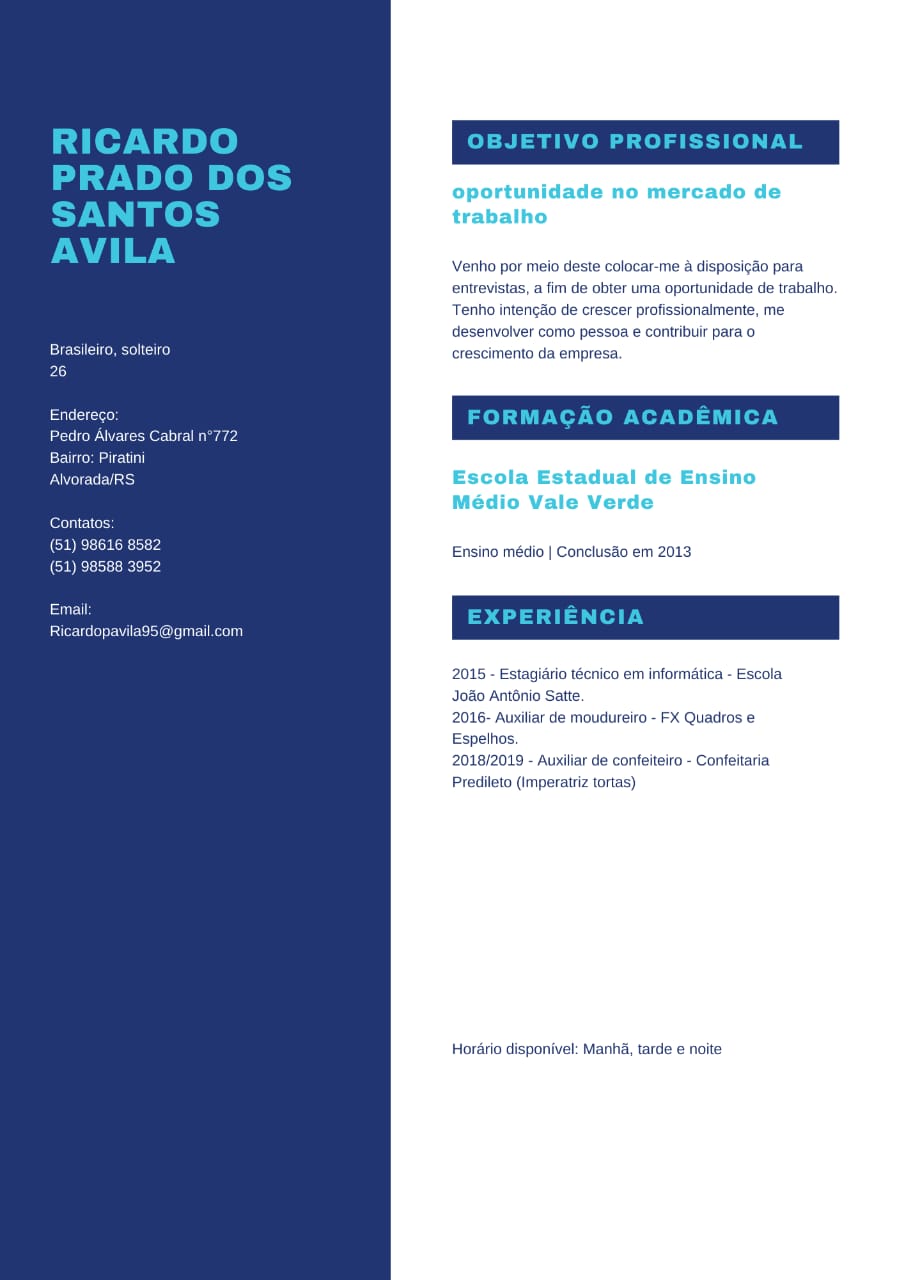 RICARDO
PRADO DOS
SANTOS
AVILA
Brasileiro, solteiro
26
Endereço:
Pedro Álvares Cabral n°772
Bairro: Piratini
Alvorada/RS
Contatos:
(51) 98616 8582
(51) 98588 3952
Email:
Ricardopavila95@gmail.com
OBJETIVO PROFISSIONAL
oportunidade no mercado de
trabalho
Venho por meio deste colocar-me à disposição para
entrevistas, a fim de obter uma oportunidade de trabalho.
Tenho intenção de crescer profissionalmente, me
desenvolver como pessoa e contribuir para o
crescimento da empresa.
FORMAÇÃO ACADÊMICA
Escola Estadual de Ensino
Médio Vale Verde
Ensino médio | Conclusão em 2013
EXPERIÊNCIA
2015 - Estagiário técnico em informática - Escola
João Antônio Satte.
2016- Auxiliar de moudureiro - FX Quadros e
Espelhos.
2018/2019 - Auxiliar de confeiteiro - Confeitaria
Predileto (Imperatriz tortas)
Horário disponível: Manhã, tarde e noite